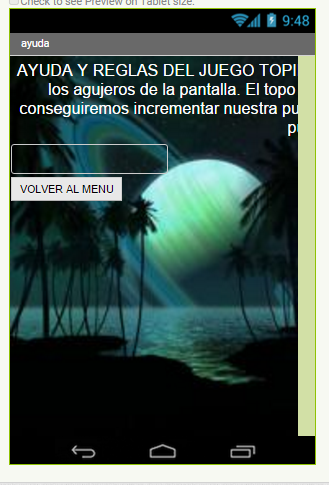 Check to see Preview on Tablet size.
9:48
ayuda
AYUDA Y REGLAS DEL JUEGO TOPI
los agujeros de la pantalla. El topo
conseguiremos incrementar nuestra pu
p
VOLVER AL MENU